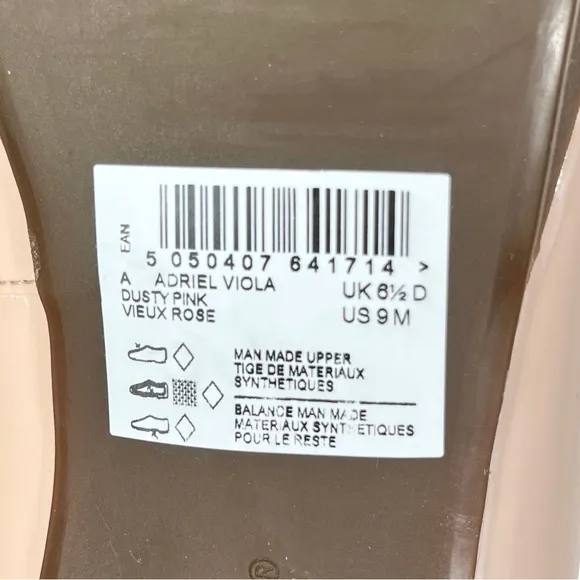 EAN
5 050407 641714 >
A ADRIEL VIOLA UK 6½ D
DUSTY PINK
VIEUX ROSE US 9 M
MAN MADE UPPER
TIGE DE MATERIAUX
SYNTHETIQUES
BALANCE MAN MADE
MATERIAUX SYNTHETIQUES
POUR LE RESTE